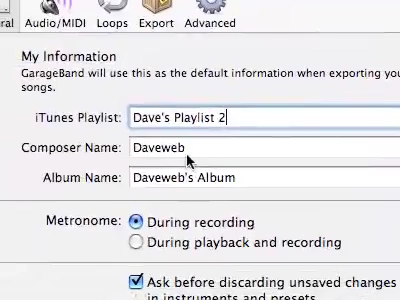 Audio/MIDI Loops Export Advanced
My Information
GarageBand will use this as the default information when exporting
songs.
iTunes Playlist: Dave's Playlist 2
Composer Name: Daveweb
Album Name: Daveweb's Album
Metronome: During recording
During playback and recording
Ask before discarding unsaved changes
in instruments and presets